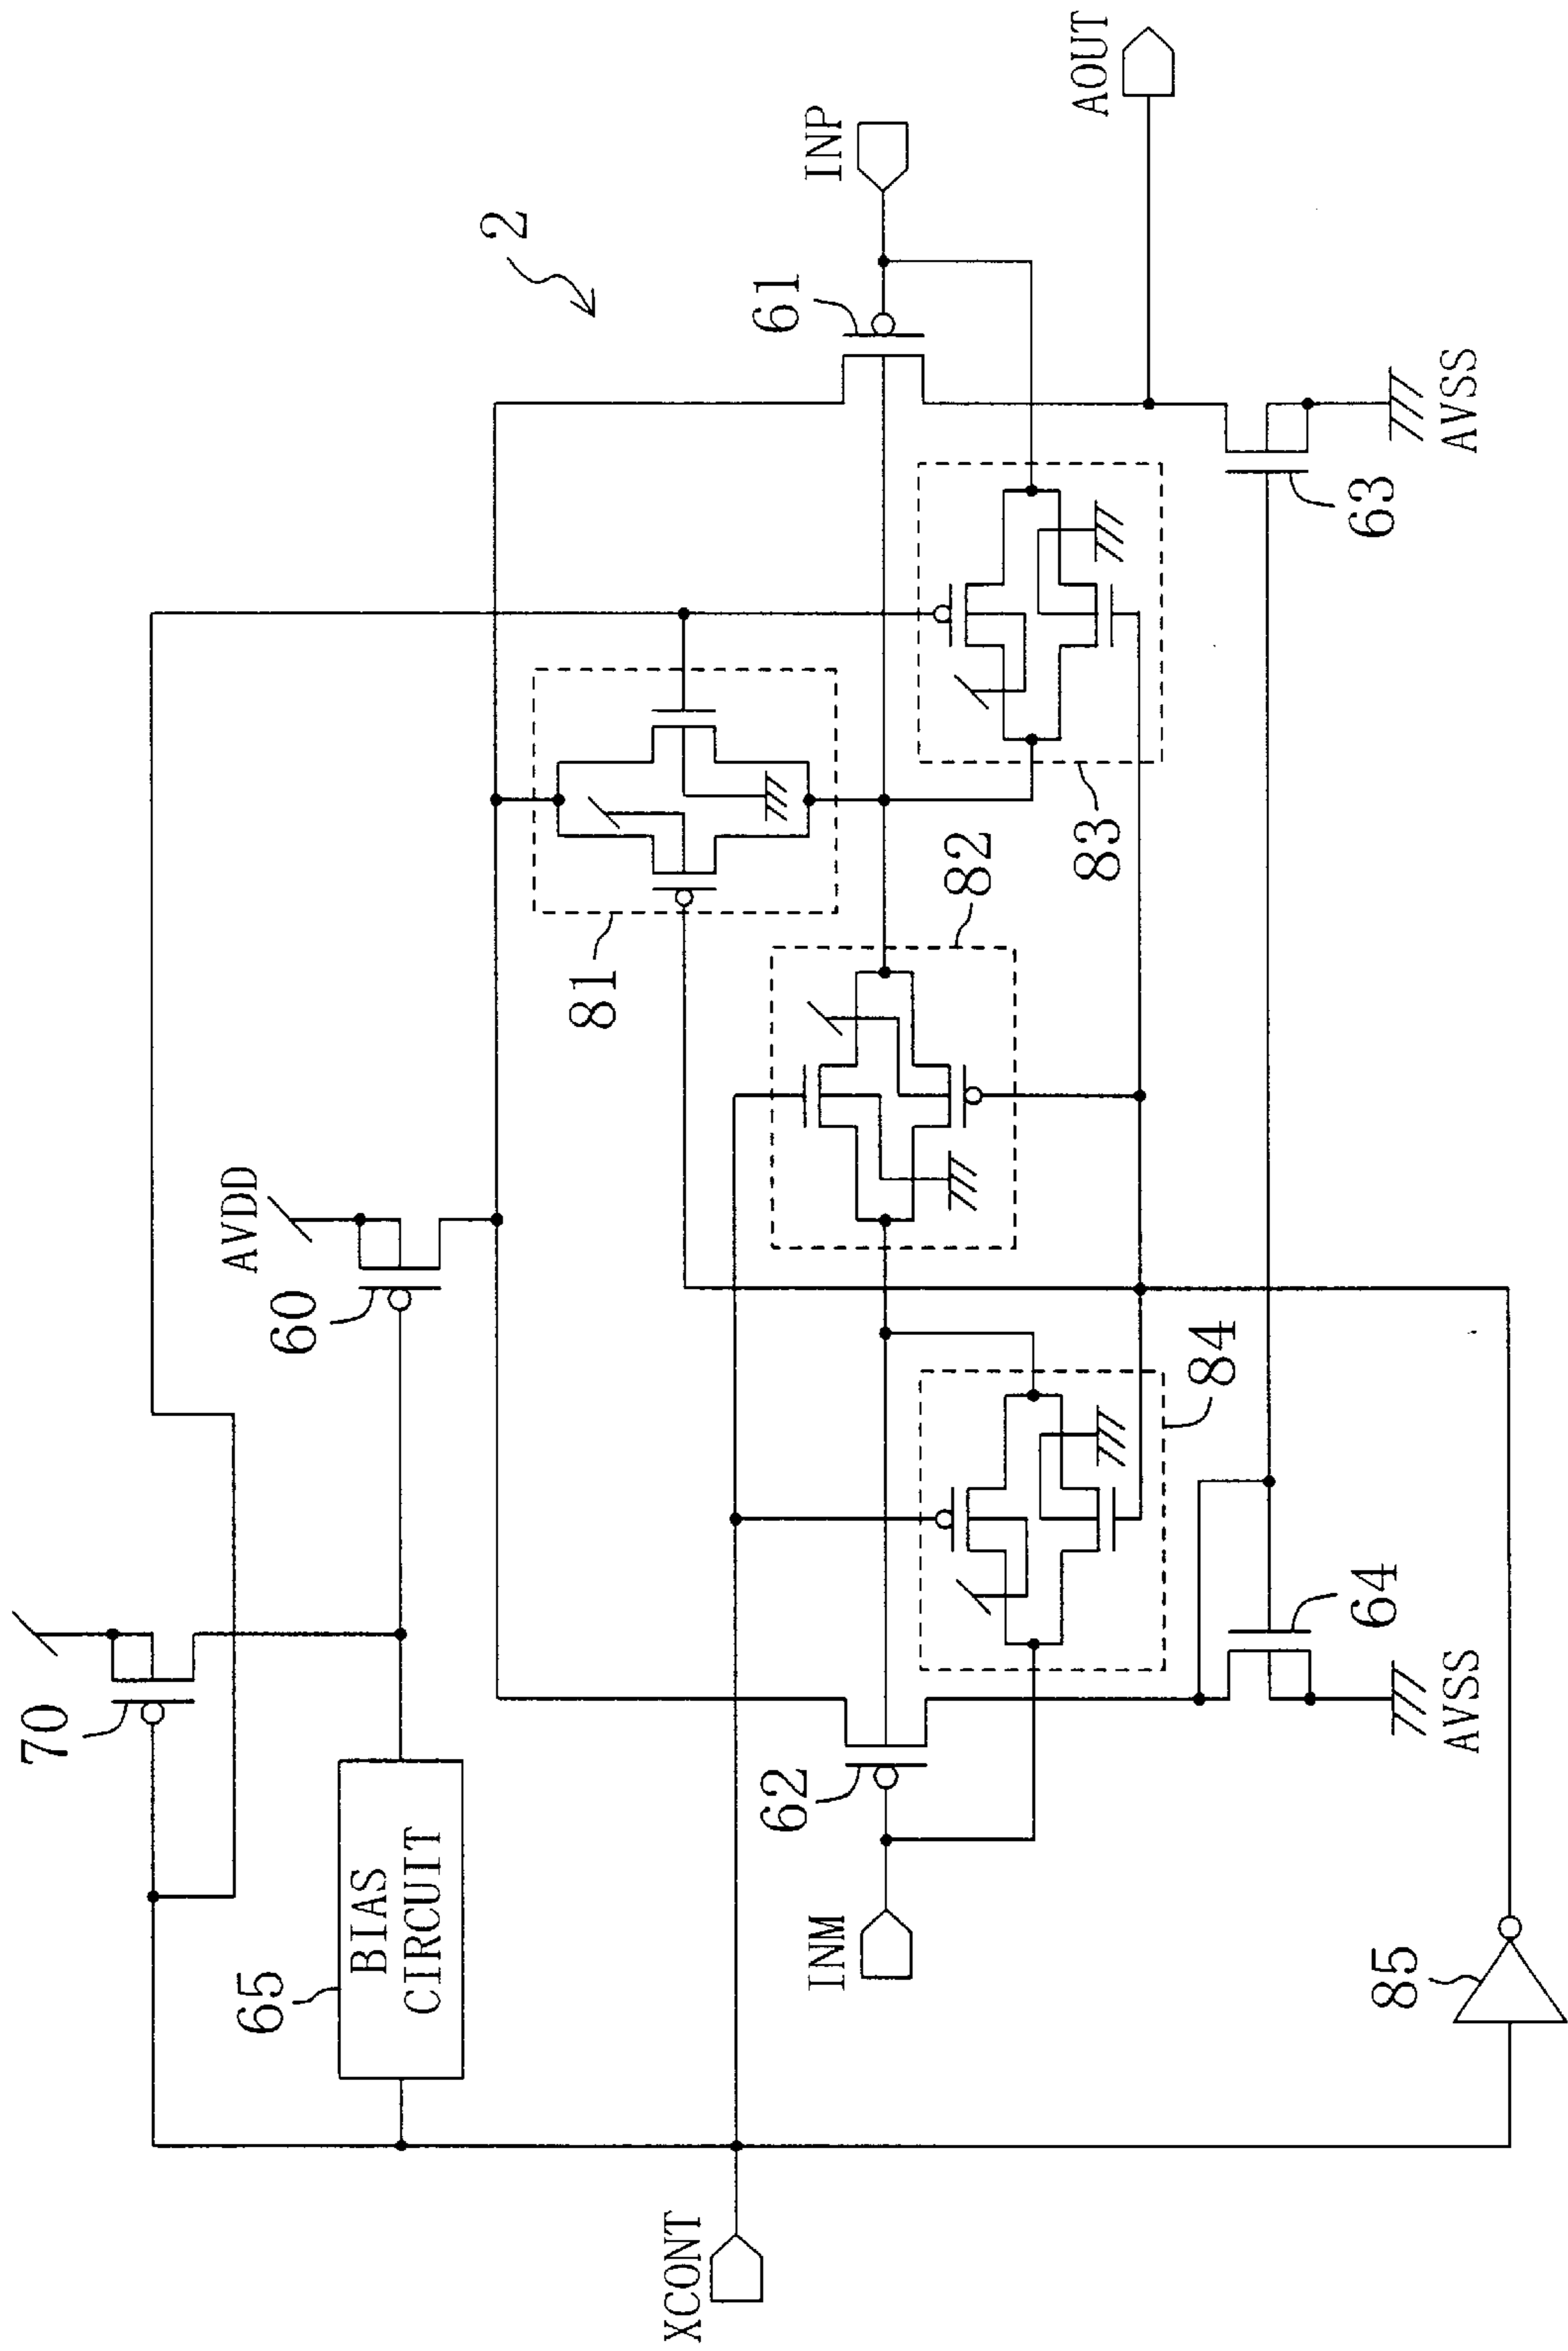 70
65
BIAS
CIRCUIT
AVDD
60
2
81
82
83
84
61
62
INP
INM
AOUT
XCONT
63
AVSS
64
AVSS
85